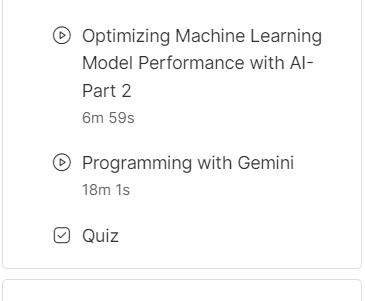 Optimizing Machine Learning
Model Performance with AI-
Part 2
6m 59s
Programming with Gemini
18m 1s
Quiz